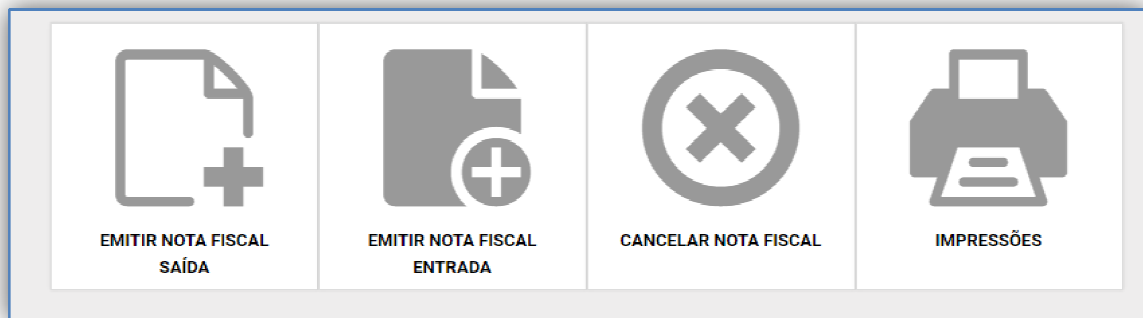 EMITIR NOTA FISCAL
SAÍDA
EMITIR NOTA FISCAL
ENTRADA
CANCELAR NOTA FISCAL
IMPRESSÕES